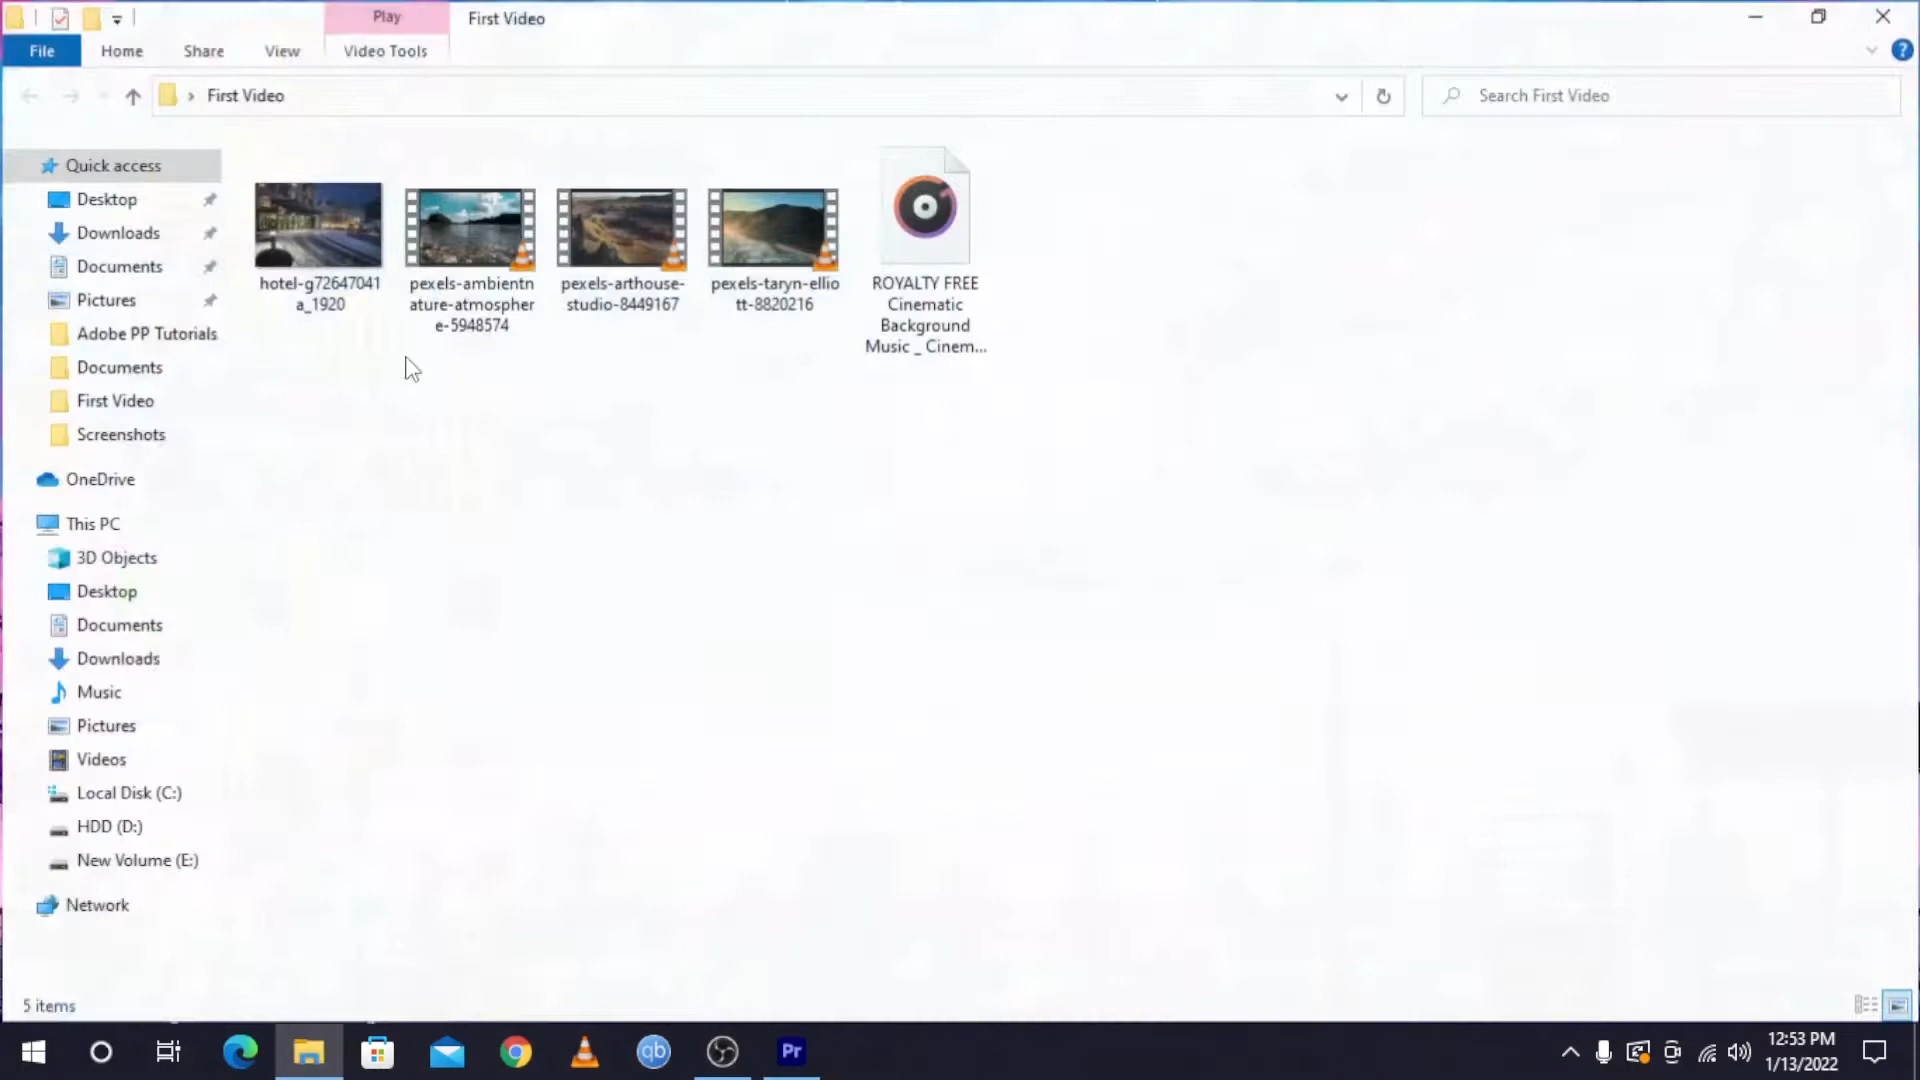 Play
First Video
File
Home
Share
View
Video Tools
First Video
Search First Video
Quick access
Desktop
Downloads
Documents
Pictures
Adobe PP Tutorials
Documents
First Video
Screenshots
OneDrive
This PC
3D Objects
Desktop
Documents
Downloads
Music
Pictures
Videos
Local Disk (C:)
HDD (D:)
New Volume (E:)
Network
hotel-g72647041
a_1920
pexels-ambientn
ature-atmospher
e-5948574
pexels-arthouse-
studio-8449167
pexels-taryn-ellio
tt-8820216
ROYALTY FREE
Cinematic
Background
Music _ Cinem...
5 items
qb
Pr
12:53 PM
1/13/2022